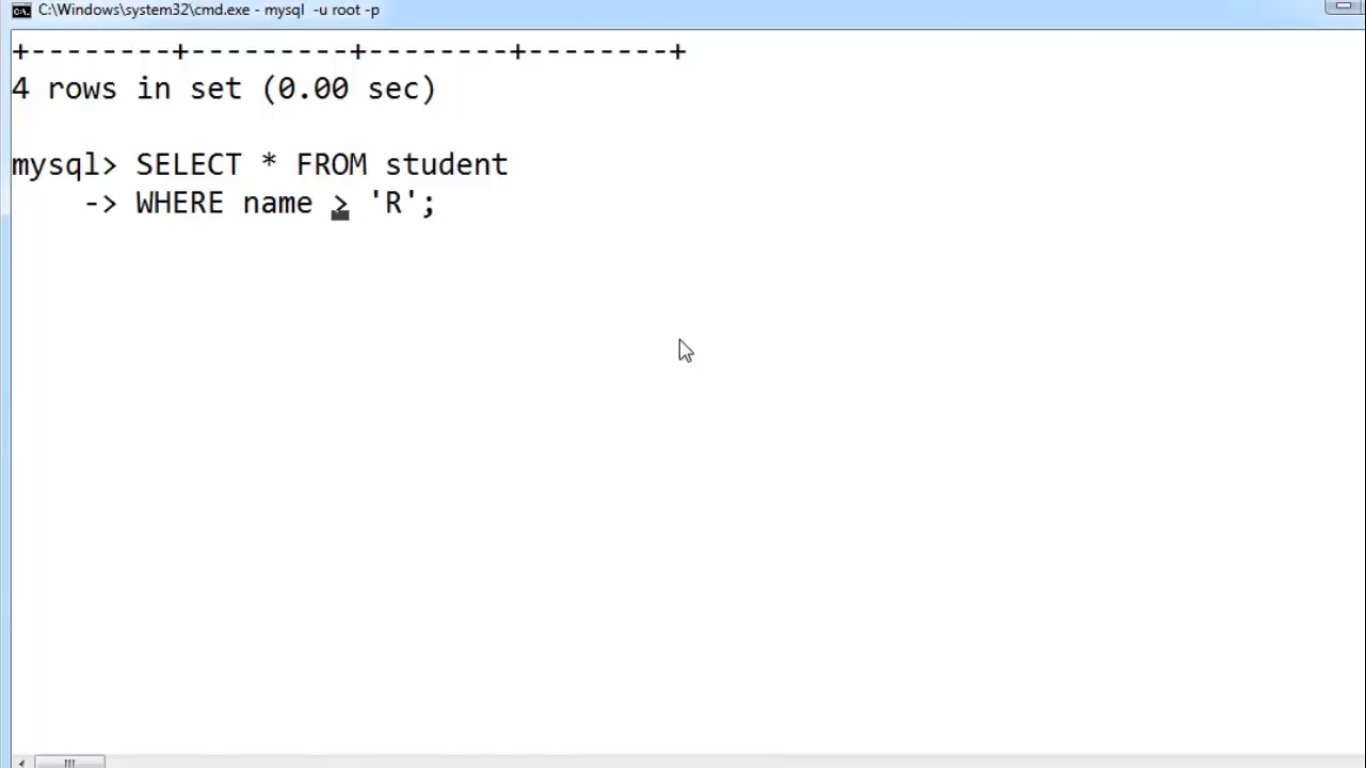 C:\Windows\system32\cmd.exe - mysql  -u root -p
+--------+---------+--------+--------+
4 rows in set (0.00 sec)
mysql> SELECT * FROM student
    -> WHERE name > 'R';